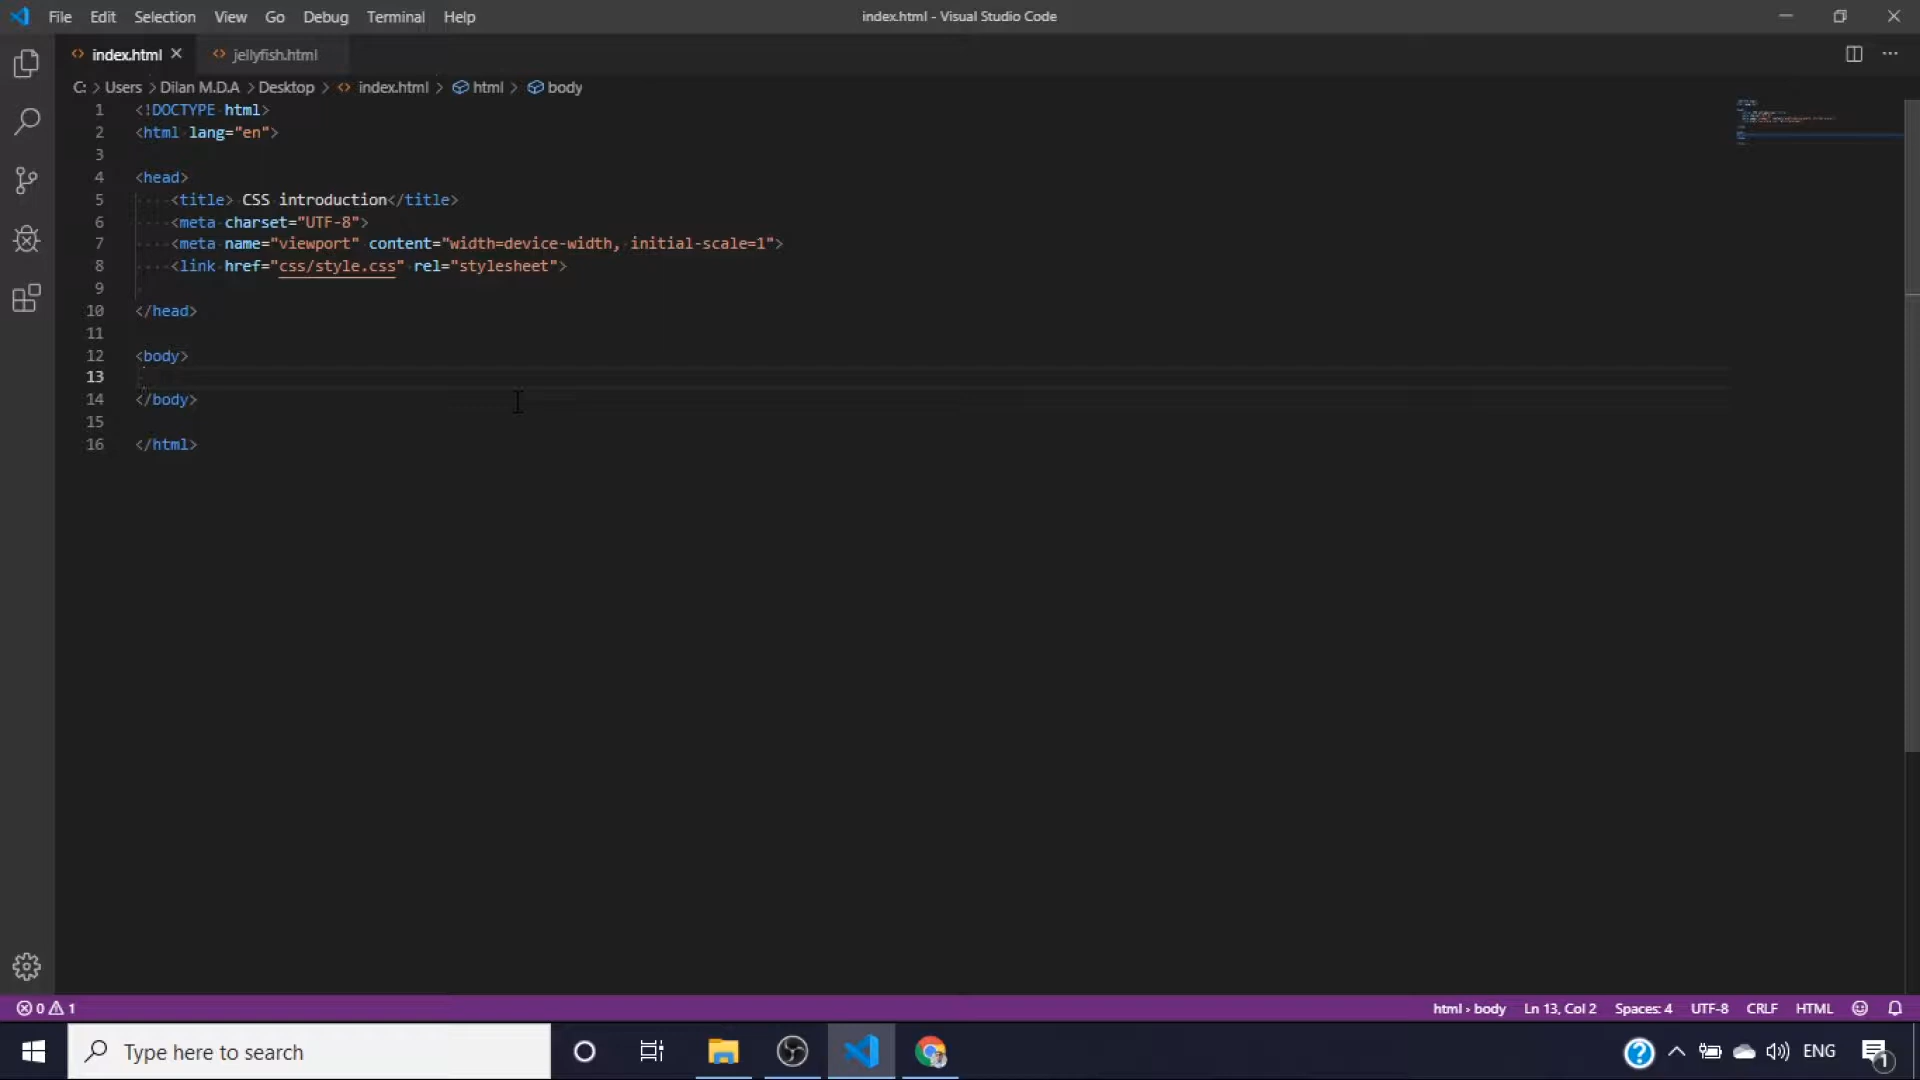 File Edit Selection View Go Debug Terminal Help
index.html - Visual Studio Code
index.html jellyfish.html
C: > Users > Dilan M.D.A > Desktop > index.html > html > body
1 <!DOCTYPE html>
2 <html lang="en">
3
4 <head>
5 <title> CSS introduction</title>
6 <meta charset="UTF-8">
7 <meta name="viewport" content="width=device-width, initial-scale=1">
8 <link href="css/style.css" rel="stylesheet">
9
10 </head>
11
12 <body>
13
14 </body>
15
16 </html>
0 1 html › body Ln 13, Col 2 Spaces: 4 UTF-8 CRLF HTML
Type here to search ENG 1